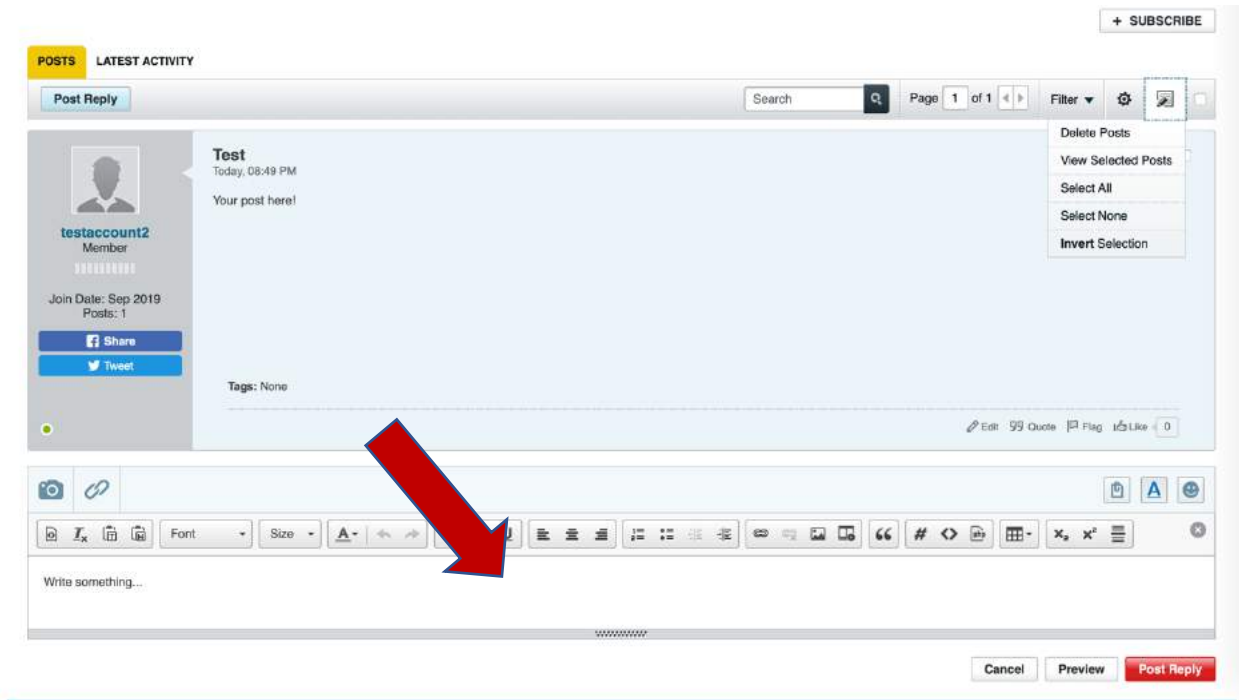 + SUBSCRIBE
POSTS LATEST ACTIVITY
Post Reply Search Page 1 of 1 Filter
Delete Posts
View Selected Posts
Select All
Select None
Invert Selection
Test
Today, 08:49 PM
Your post here!
testaccount2
Member
Join Date: Sep 2019
Posts: 1
Share
Tweet
Tags: None
Edit Quote Flag Like 0
Font Size A U
Write something...
Cancel Preview Post Reply